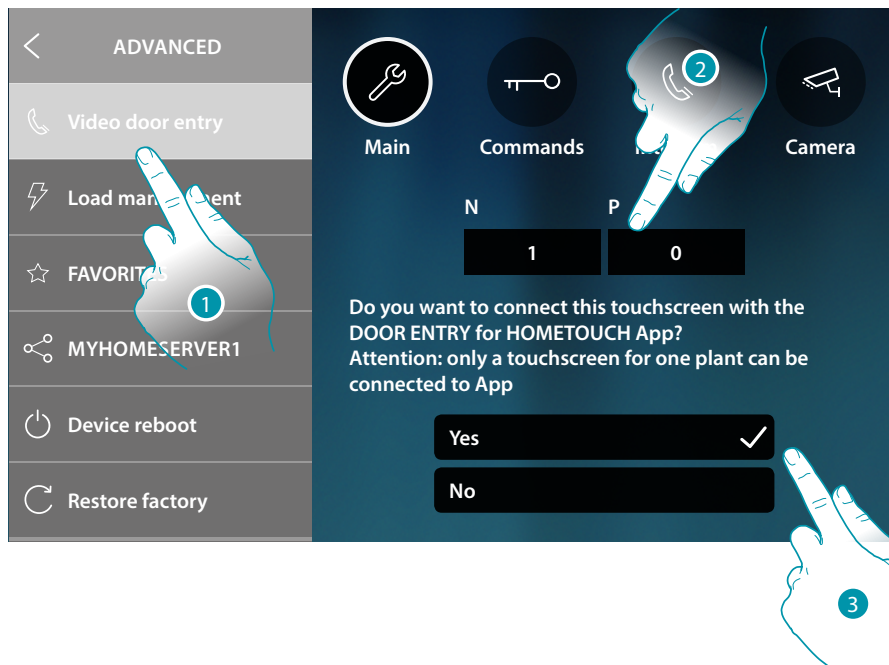 ADVANCED
Video door entry
Load management
FAVORITES
MYHOMESERVER1
Device reboot
Restore factory
Main
Commands
Camera
N
P
1
0
Do you want to connect this touchscreen with the
DOOR ENTRY for HOMETOUCH App?
Attention: only a touchscreen for one plant can be
connected to App
Yes
No
1
2
3